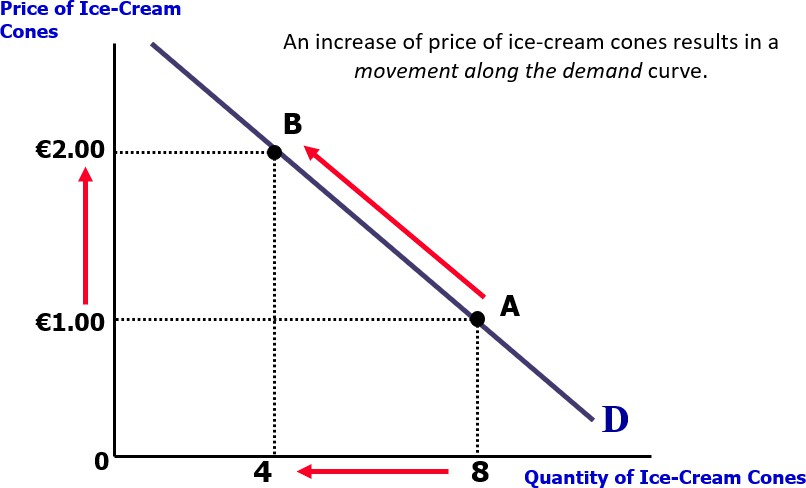 Price of Ice-Cream
Cones
An increase of price of ice-cream cones results in a
movement along the demand curve.
B
€2.00
A
€1.00
D
0
4
8
Quantity of Ice-Cream Cones